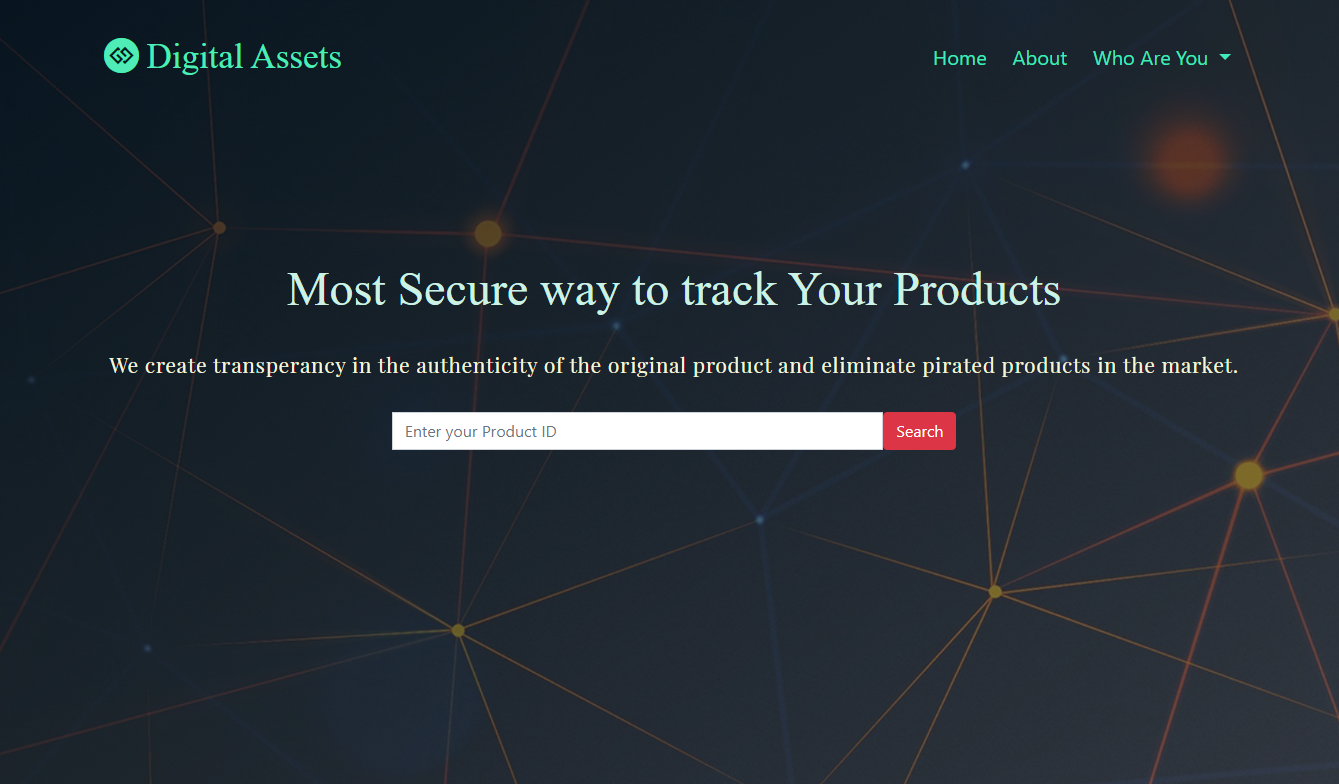 Digital Assets
Home About Who Are You
Most Secure way to track Your Products
We create transperancy in the authenticity of the original product and eliminate pirated products in the market.
Enter your Product ID Search